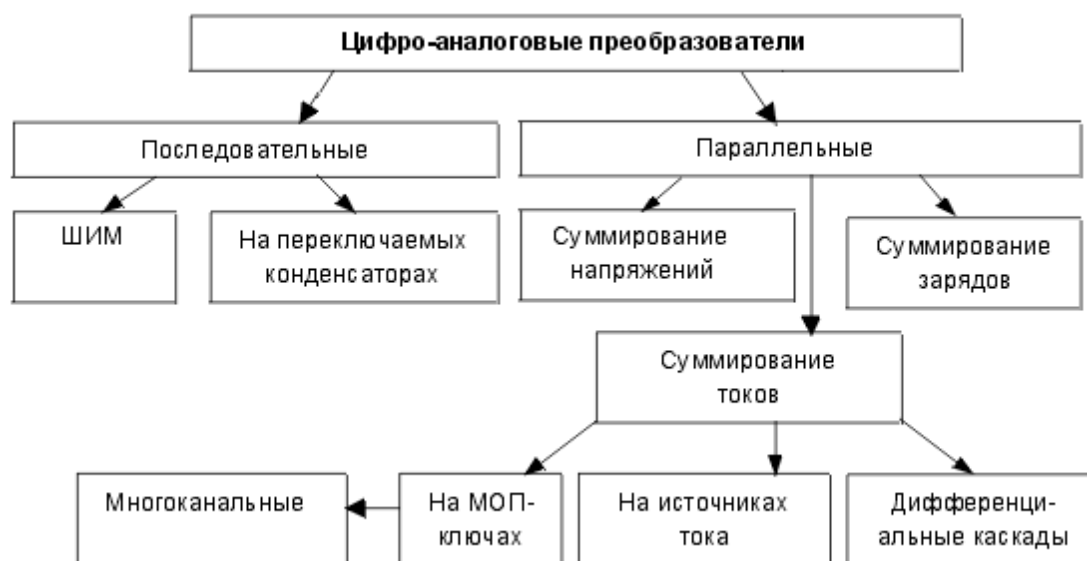 Цифро-аналоговые преобразователи
Последовательные
Параллельные
ШИМ
На переключаемых
конденсаторах
Суммирование
напряжений
Суммирование
зарядов
Суммирование
токов
Многоканальные
На МОП-
ключах
На источниках
тока
Дифференци-
альные каскады